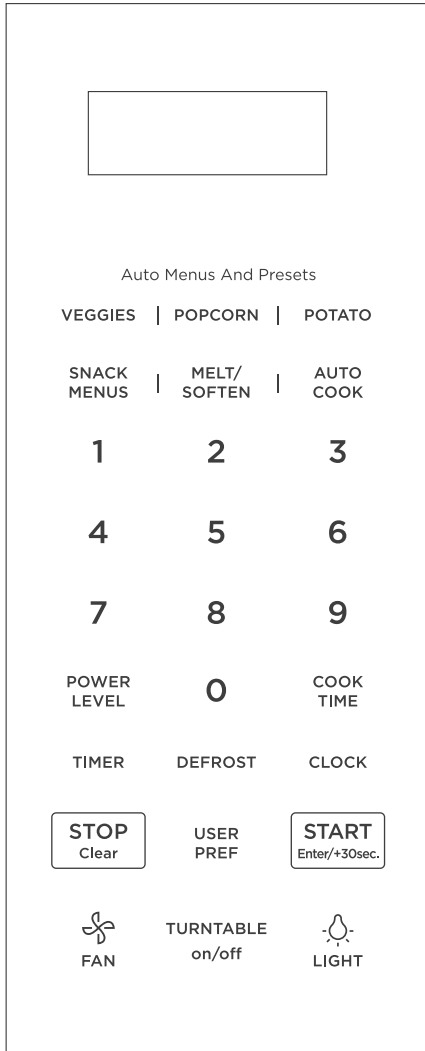 Auto Menus And Presets
VEGGIES | POPCORN | POTATO
SNACK MENUS | MELT/ SOFTEN | AUTO COOK
1 2 3
4 5 6
7 8 9
POWER LEVEL 0 COOK TIME
TIMER DEFROST CLOCK
STOP Clear USER PREF START Enter/+30sec.
FAN TURNTABLE on/off LIGHT